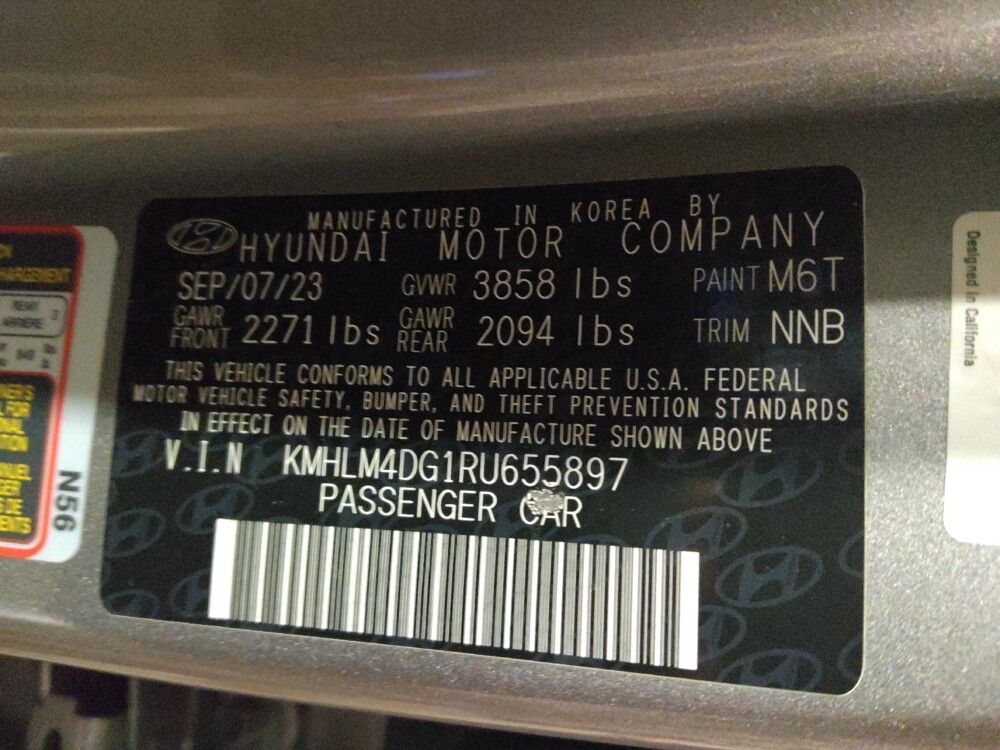 MANUFACTURED IN KOREA BY
HYUNDAI MOTOR COMPANY
SEP/07/23 GVWR 3858 lbs PAINT M6T
GAWR FRONT 2271 lbs GAWR REAR 2094 lbs TRIM NNB
THIS VEHICLE CONFORMS TO ALL APPLICABLE U.S.A. FEDERAL
MOTOR VEHICLE SAFETY, BUMPER, AND THEFT PREVENTION STANDARDS
IN EFFECT ON THE DATE OF MANUFACTURE SHOWN ABOVE
V.I.N KMHLM4DG1RU655897
PASSENGER CAR
N56
Designed in California